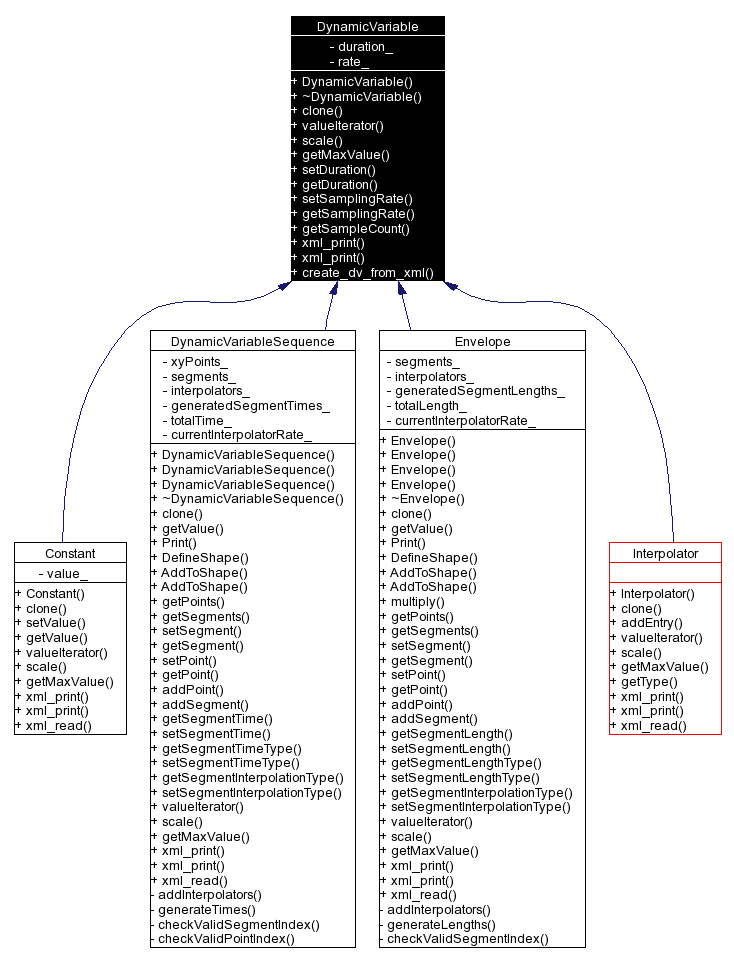 DynamicVariable
- duration_
- rate_
+ DynamicVariable()
+ ~DynamicVariable()
+ clone()
+ valueIterator()
+ scale()
+ getMaxValue()
+ setDuration()
+ getDuration()
+ setSamplingRate()
+ getSamplingRate()
+ getSampleCount()
+ xml_print()
+ xml_print()
+ create_dv_from_xml()
Constant
- value_
+ Constant()
+ clone()
+ setValue()
+ getValue()
+ valueIterator()
+ scale()
+ getMaxValue()
+ xml_print()
+ xml_print()
+ xml_read()
DynamicVariableSequence
- xyPoints_
- segments_
- interpolators_
- generatedSegmentTimes_
- totalTime_
- currentInterpolatorRate_
+ DynamicVariableSequence()
+ DynamicVariableSequence()
+ DynamicVariableSequence()
+ ~DynamicVariableSequence()
+ clone()
+ getValue()
+ Print()
+ DefineShape()
+ AddToShape()
+ AddToShape()
+ getPoints()
+ getSegments()
+ setSegment()
+ getSegment()
+ setPoint()
+ getPoint()
+ addPoint()
+ addSegment()
+ getSegmentTime()
+ setSegmentTime()
+ getSegmentTimeType()
+ setSegmentTimeType()
+ getSegmentInterpolationType()
+ setSegmentInterpolationType()
+ valueIterator()
+ scale()
+ getMaxValue()
+ xml_print()
+ xml_print()
+ xml_read()
- addInterpolators()
- generateTimes()
- checkValidSegmentIndex()
- checkValidPointIndex()
Envelope
- segments_
- interpolators_
- generatedSegmentLengths_
- totalLength_
- currentInterpolatorRate_
+ Envelope()
+ Envelope()
+ Envelope()
+ Envelope()
+ ~Envelope()
+ clone()
+ getValue()
+ Print()
+ DefineShape()
+ AddToShape()
+ AddToShape()
+ multiply()
+ getPoints()
+ getSegments()
+ setSegment()
+ getSegment()
+ setPoint()
+ getPoint()
+ addPoint()
+ addSegment()
+ getSegmentLength()
+ setSegmentLength()
+ getSegmentLengthType()
+ setSegmentLengthType()
+ getSegmentInterpolationType()
+ setSegmentInterpolationType()
+ valueIterator()
+ scale()
+ getMaxValue()
+ xml_print()
+ xml_print()
+ xml_read()
- addInterpolators()
- generateLengths()
- checkValidSegmentIndex()
Interpolator
+ Interpolator()
+ clone()
+ addEntry()
+ valueIterator()
+ scale()
+ getMaxValue()
+ getType()
+ xml_print()
+ xml_print()
+ xml_read()